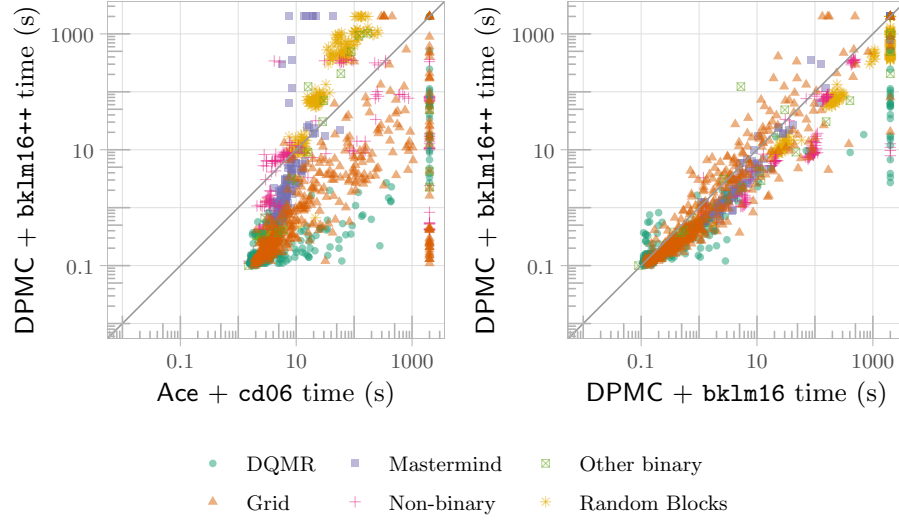 DPMC + bklm16++ time (s)
1000
10
0.1
0.1
10
1000
Ace + cd06 time (s)
DPMC + bklm16++ time (s)
1000
10
0.1
0.1
10
1000
DPMC + bklm16 time (s)
DQMR
Mastermind
Other binary
Grid
Non-binary
Random Blocks